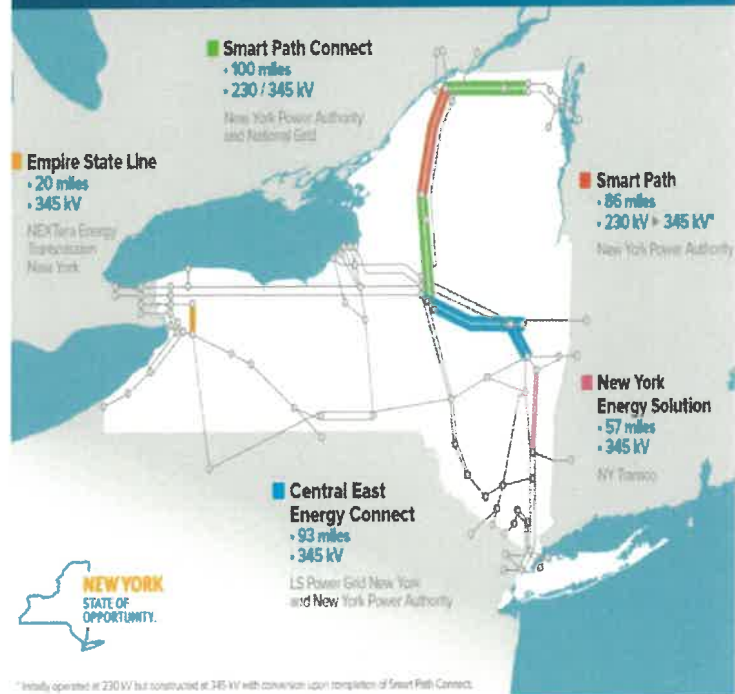 Smart Path Connect
• 100 miles
• 230 / 345 kV
New York Power Authority
and National Grid
Empire State Line
• 20 miles
• 345 kV
NEXTera Energy
Transmission
New York
Smart Path
• 86 miles
• 230 kV ▸ 345 kV*
New York Power Authority
New York
Energy Solution
• 57 miles
• 345 kV
NY Transco
Central East
Energy Connect
• 93 miles
• 345 kV
LS Power Grid New York
and New York Power Authority
NEW YORK
STATE OF
OPPORTUNITY.
* Initially operated at 230 kV but constructed at 345 kV with conversion upon completion of Smart Path Connect.